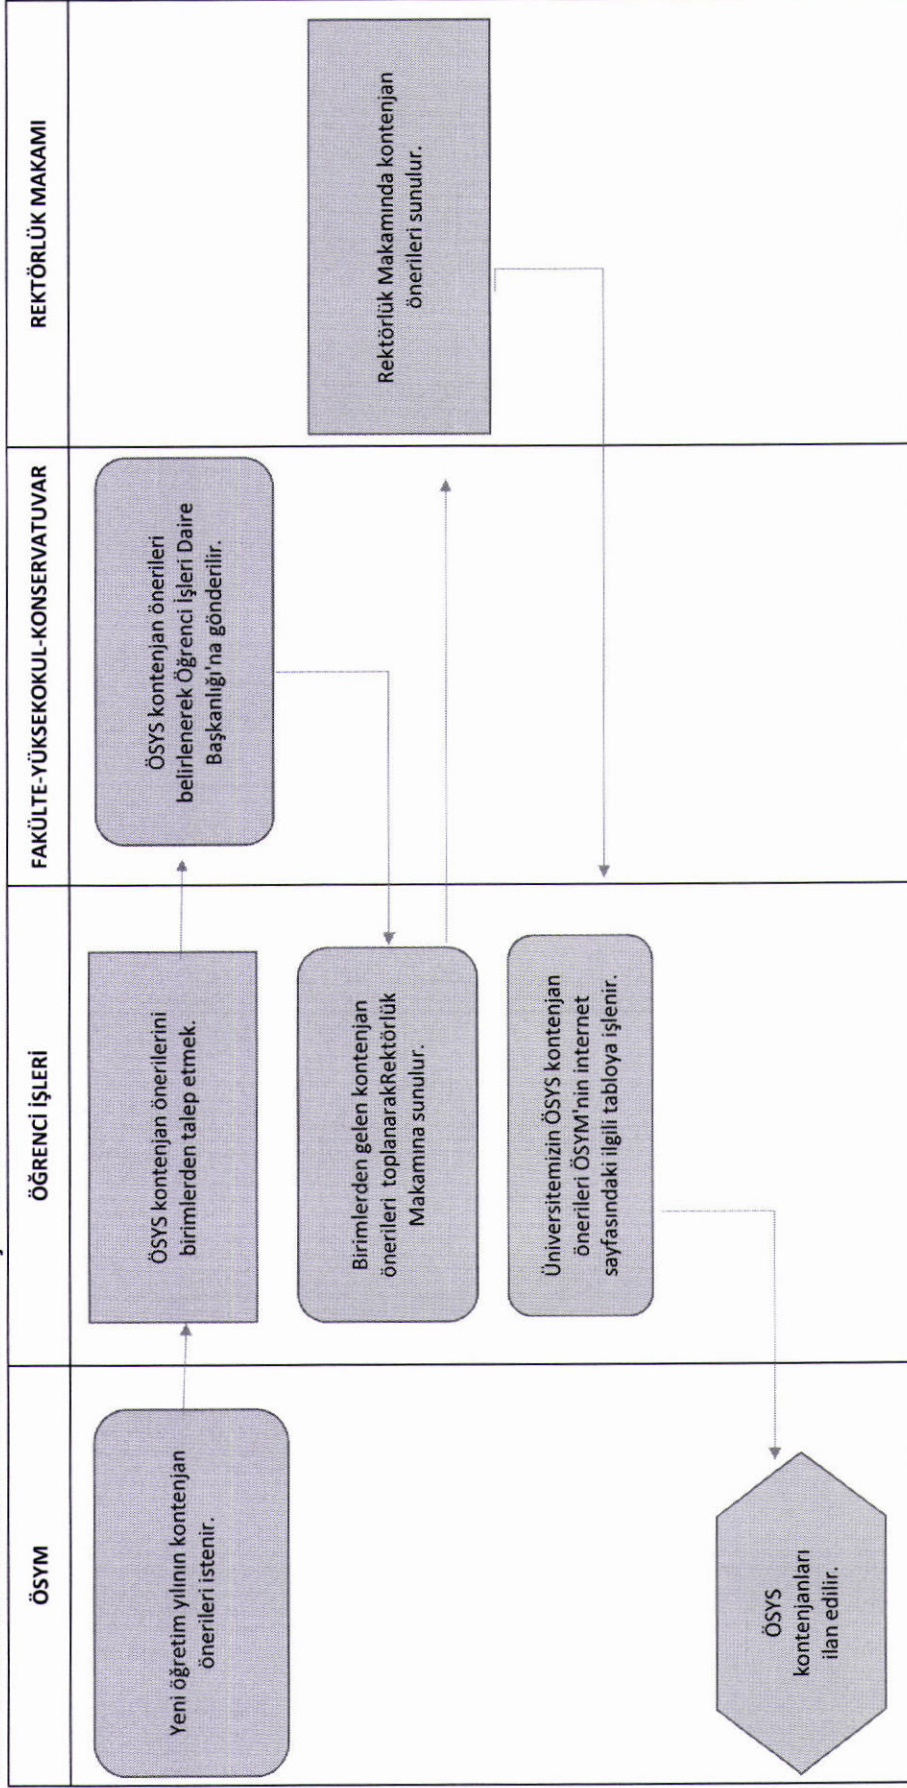 ÖSYM
ÖĞRENCİ İŞLERİ
FAKÜLTE-YÜKSEKOKUL-KONSERVATUVAR
REKTÖRLÜK MAKAMI
Yeni öğretim yılının kontenjan
önerileri istenir.
ÖSYS kontenjan önerilerini
birimlerden talep etmek.
ÖSYS kontenjan önerileri
belirlenerek Öğrenci İşleri Daire
Başkanlığı'na gönderilir.
Birimlerden gelen kontenjan
önerileri toplanarakRektörlük
Makamına sunulur.
Rektörlük Makamında kontenjan
önerileri sunulur.
Üniversitemizin ÖSYS kontenjan
önerileri ÖSYM'nin internet
sayfasındaki ilgili tabloya işlenir.
ÖSYS
kontenjanları
ilan edilir.